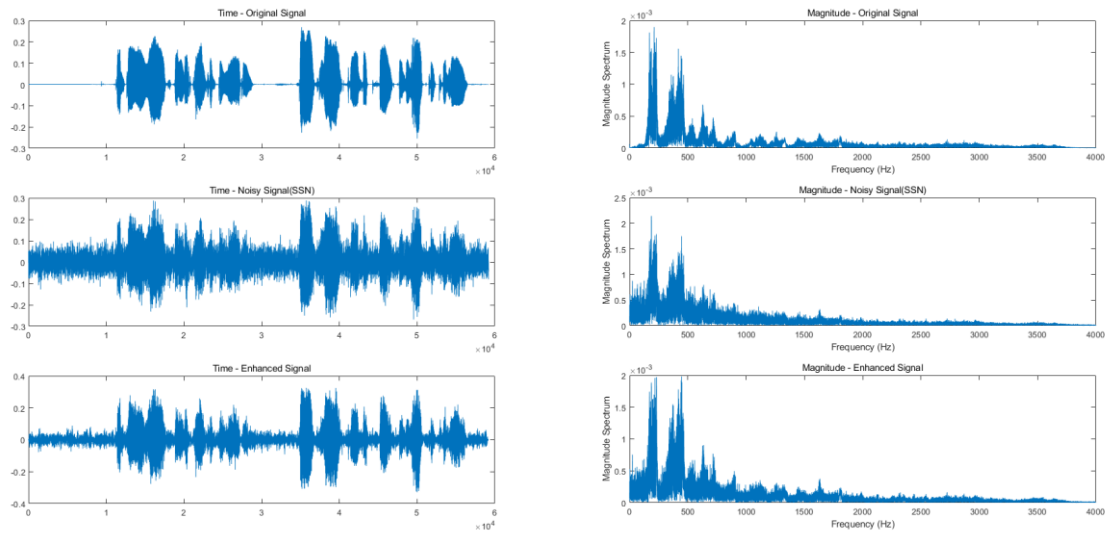 Time - Original Signal
0.3
0.2
0.1
0
-0.1
-0.2
-0.3
0 1 2 3 4 5 6
×10⁴
Magnitude - Original Signal
×10⁻³
2
1.5
1
0.5
0
Magnitude Spectrum
0 500 1000 1500 2000 2500 3000 3500 4000
Frequency (Hz)
Time - Noisy Signal(SSN)
0.3
0.2
0.1
0
-0.1
-0.2
-0.3
0 1 2 3 4 5 6
×10⁴
Magnitude - Noisy Signal(SSN)
×10⁻³
2.5
2
1.5
1
0.5
0
Magnitude Spectrum
0 500 1000 1500 2000 2500 3000 3500 4000
Frequency (Hz)
Time - Enhanced Signal
0.4
0.2
0
-0.2
-0.4
0 1 2 3 4 5 6
×10⁴
Magnitude - Enhanced Signal
×10⁻³
2
1.5
1
0.5
0
Magnitude Spectrum
0 500 1000 1500 2000 2500 3000 3500 4000
Frequency (Hz)